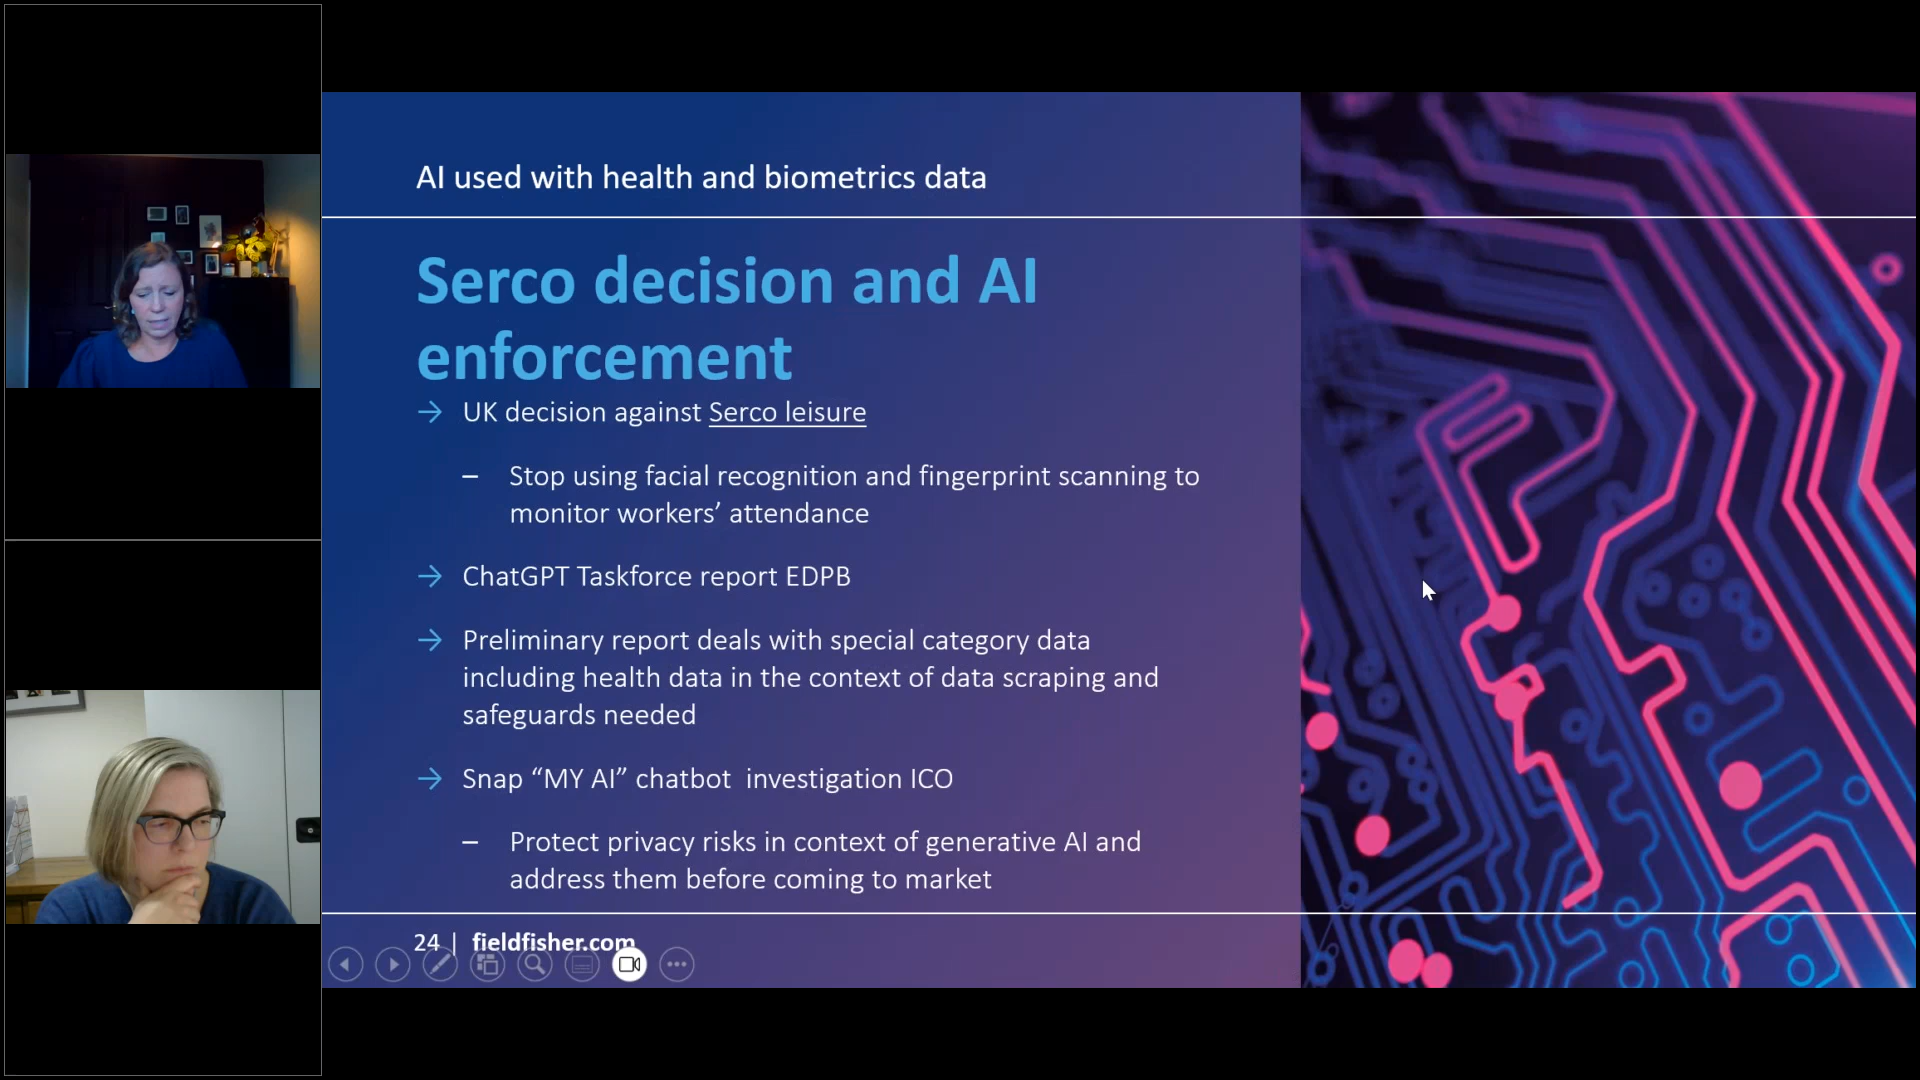 AI used with health and biometrics data
Serco decision and AI
enforcement
→ UK decision against Serco leisure
– Stop using facial recognition and fingerprint scanning to
monitor workers’ attendance
→ ChatGPT Taskforce report EDPB
→ Preliminary report deals with special category data
including health data in the context of data scraping and
safeguards needed
→ Snap “MY AI” chatbot  investigation ICO
– Protect privacy risks in context of generative AI and
address them before coming to market
24 | fieldfisher.com